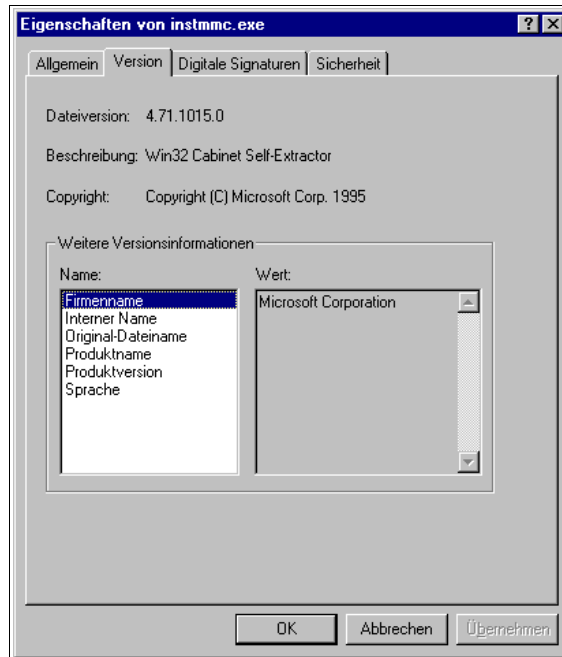 Eigenschaften von instmmc.exe
Allgemein Version Digitale Signaturen Sicherheit
Dateiversion: 4.71.1015.0
Beschreibung: Win32 Cabinet Self-Extractor
Copyright: Copyright (C) Microsoft Corp. 1995
Weitere Versionsinformationen
Name: Wert:
Firmenname Microsoft Corporation
Interner Name
Original-Dateiname
Produktname
Produktversion
Sprache
OK Abbrechen Übernehmen